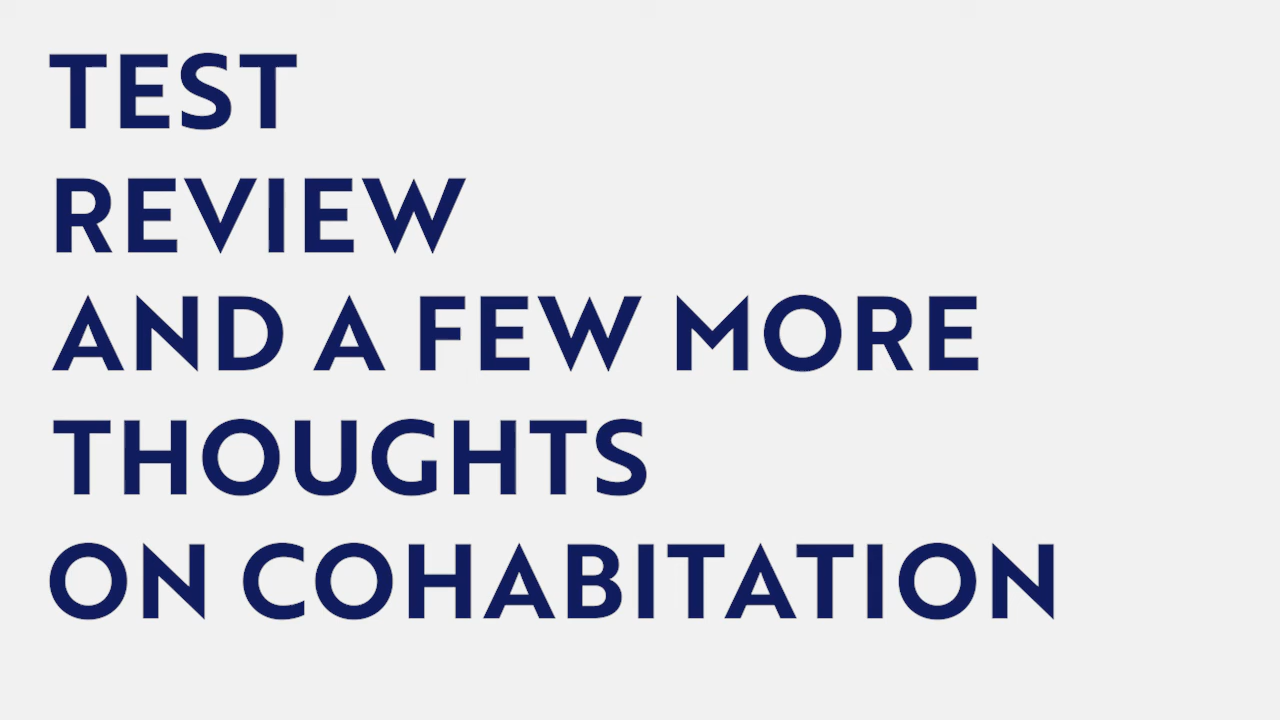 TEST
REVIEW
AND A FEW MORE
THOUGHTS
ON COHABITATION